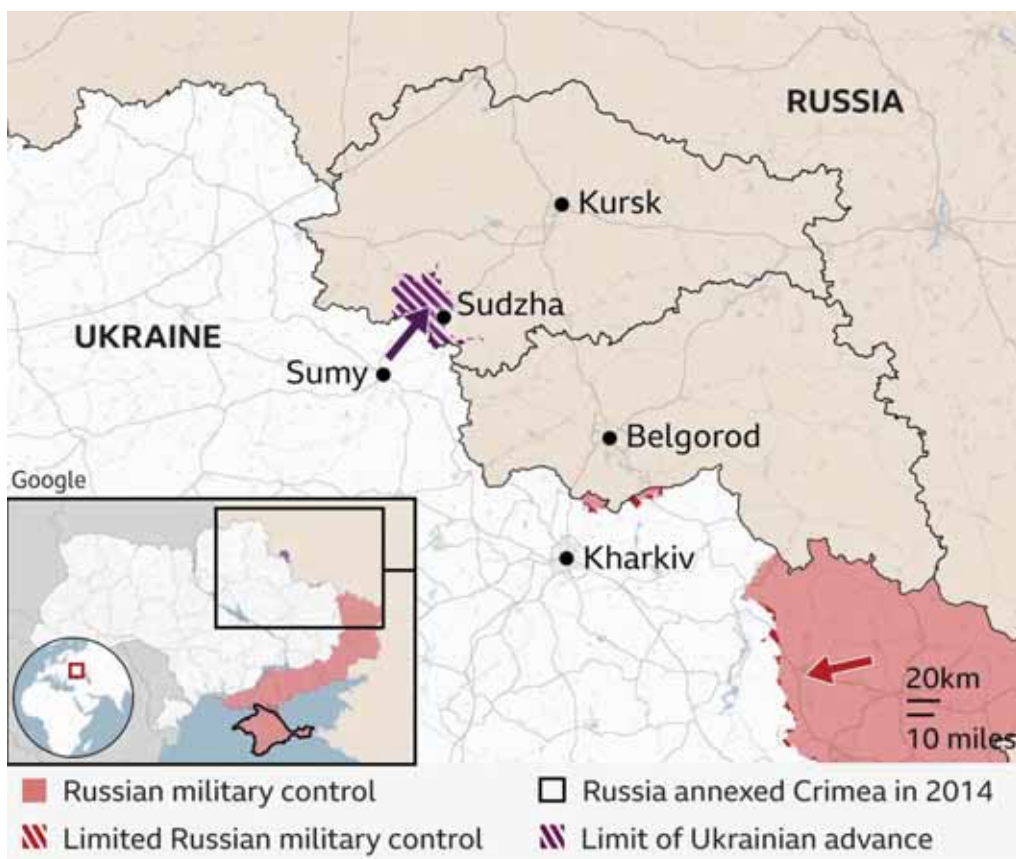 RUSSIA
Kursk
Sudzha
UKRAINE
Sumy
Belgorod
Google
Kharkiv
20km
10 miles
Russian military control
Russia annexed Crimea in 2014
Limited Russian military control
Limit of Ukrainian advance